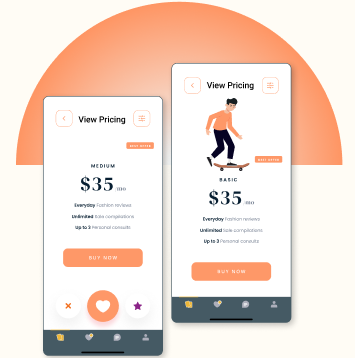 View Pricing
BEST OFFER
MEDIUM
$35 /mo
Everyday Fashion reviews
Unlimited Sale compilations
Up to 3 Personal consults
BUY NOW
View Pricing
BEST OFFER
BASIC
$35 /mo
Everyday Fashion reviews
Unlimited Sale compilations
Up to 3 Personal consults
BUY NOW